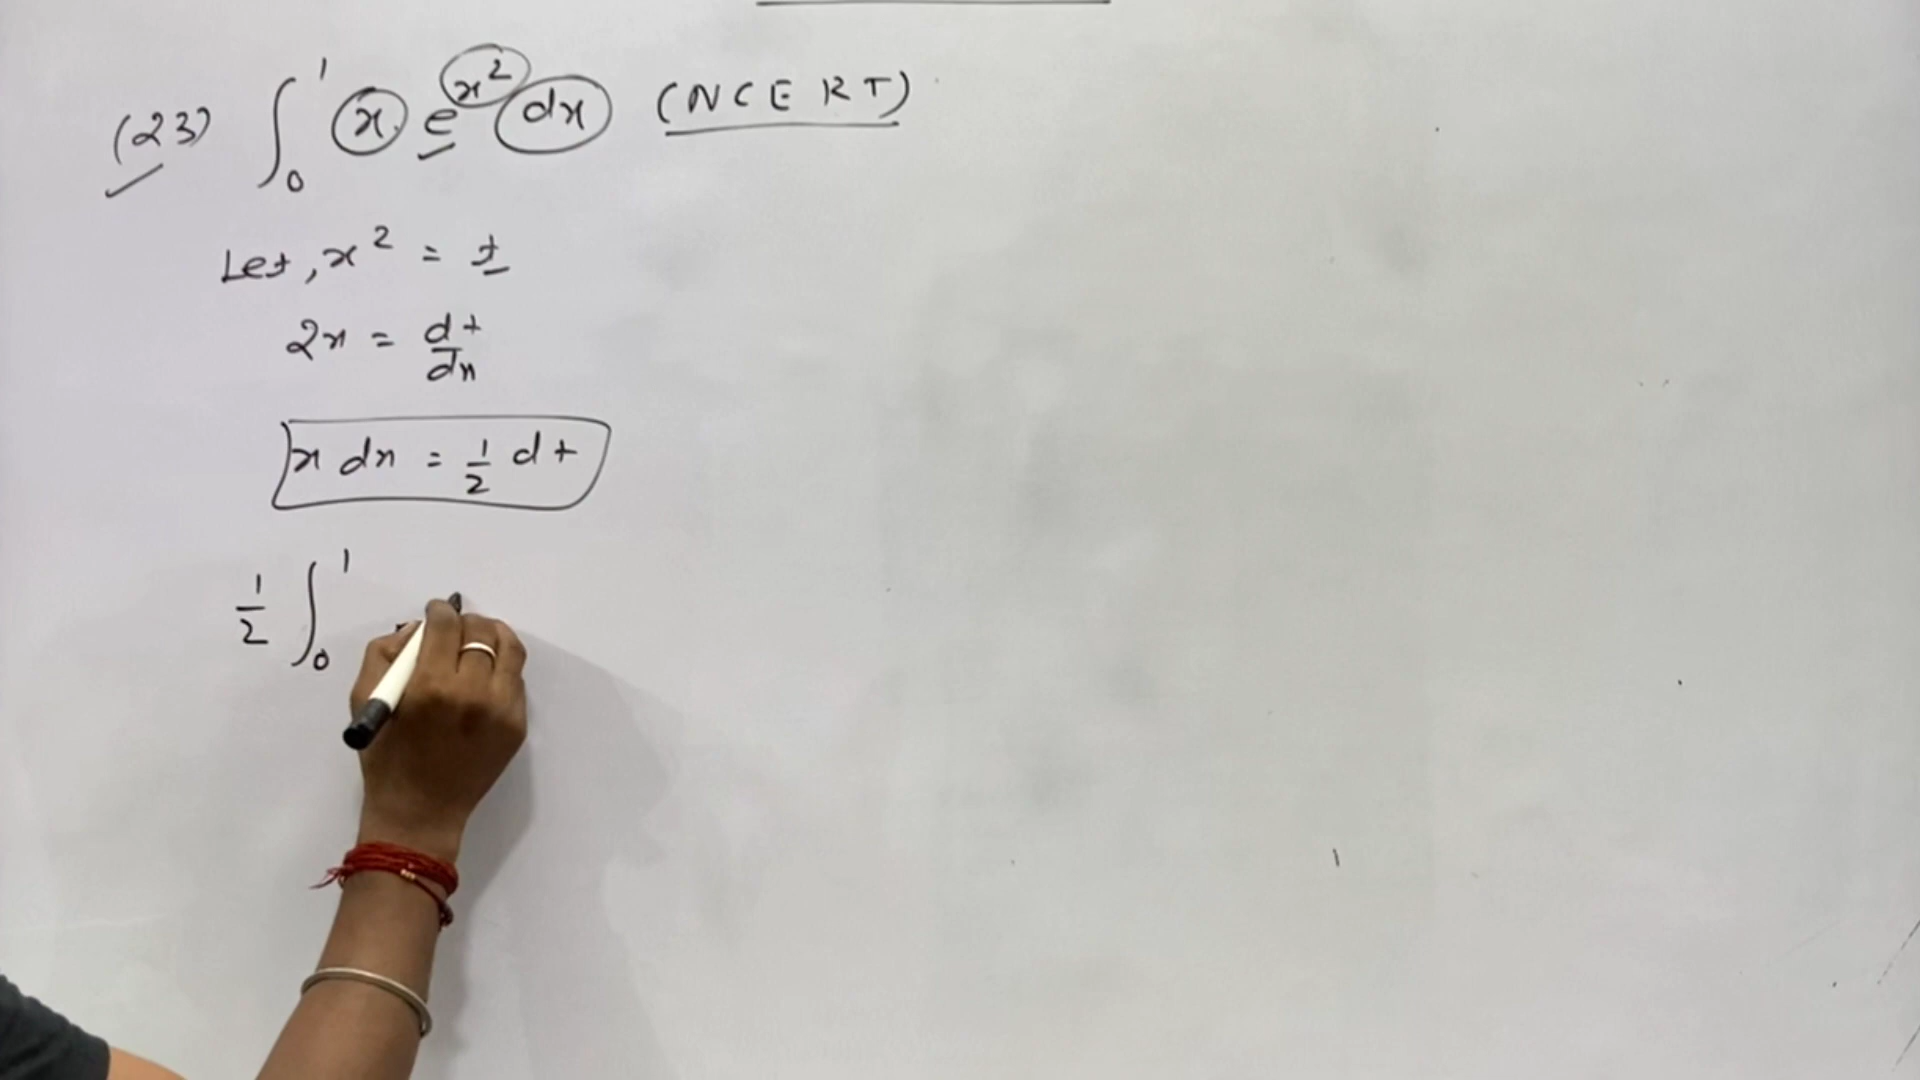 (23) ∫₀¹ x e^{x²} dx (NCERT)
Let, x² = t
2x = dt/dx
x dx = 1/2 dt
1/2 ∫₀¹